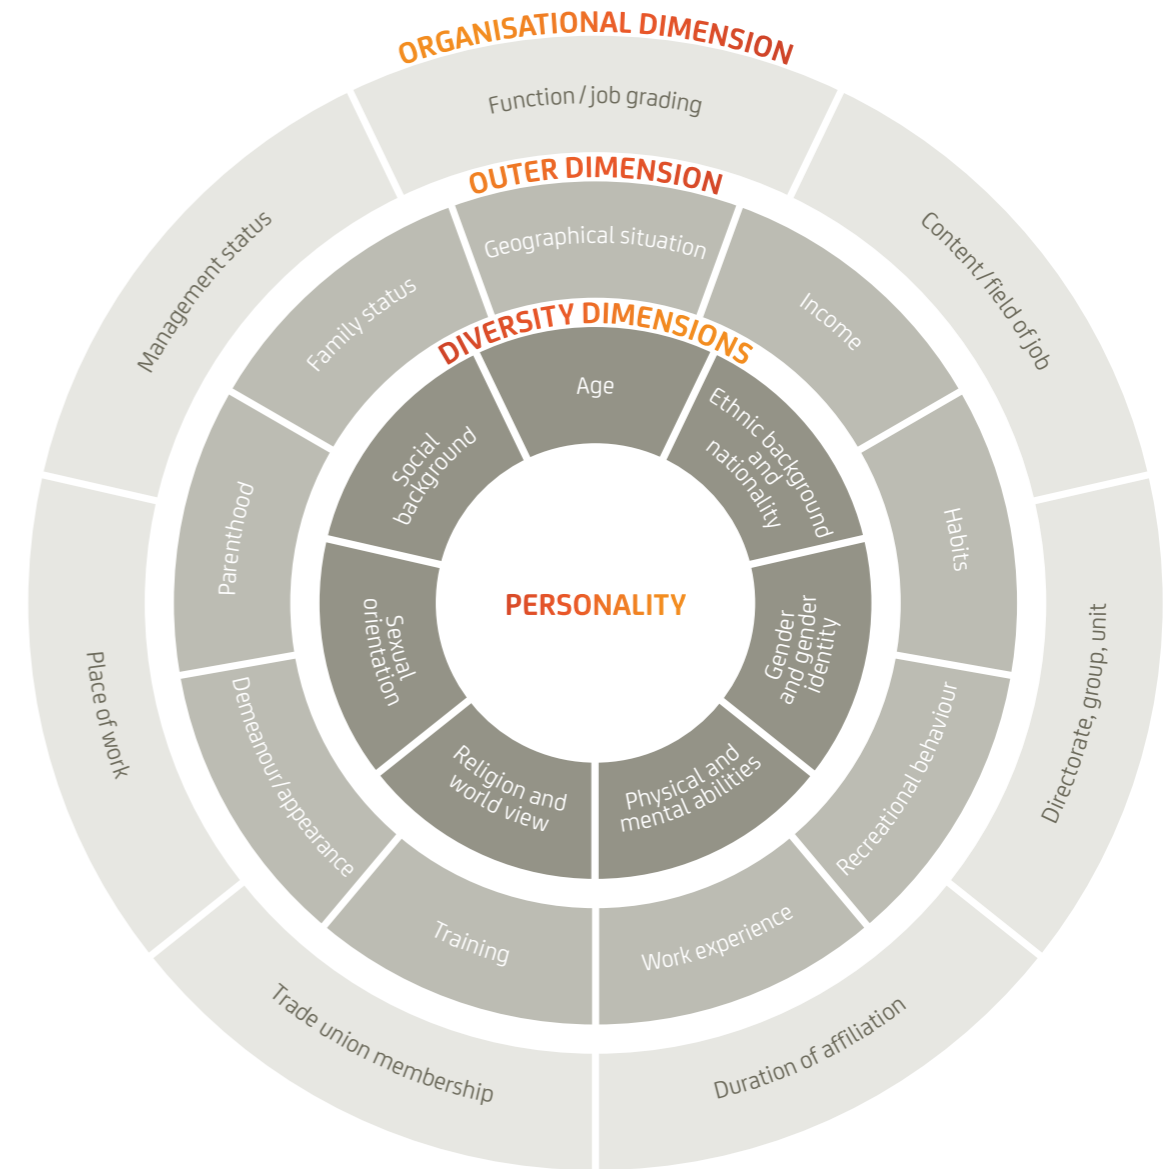 ORGANISATIONAL DIMENSION
Function / job grading
Content / field of job
Directorate, group, unit
Duration of affiliation
Trade union membership
Place of work
Management status
OUTER DIMENSION
Geographical situation
Income
Habits
Recreational behaviour
Work experience
Training
Demeanour/appearance
Parenthood
Family status
DIVERSITY DIMENSIONS
Age
Ethnic background
and
nationality
Gender
and gender
identity
Physical and
mental abilities
Religion and
world view
Sexual
orientation
Social
background
PERSONALITY